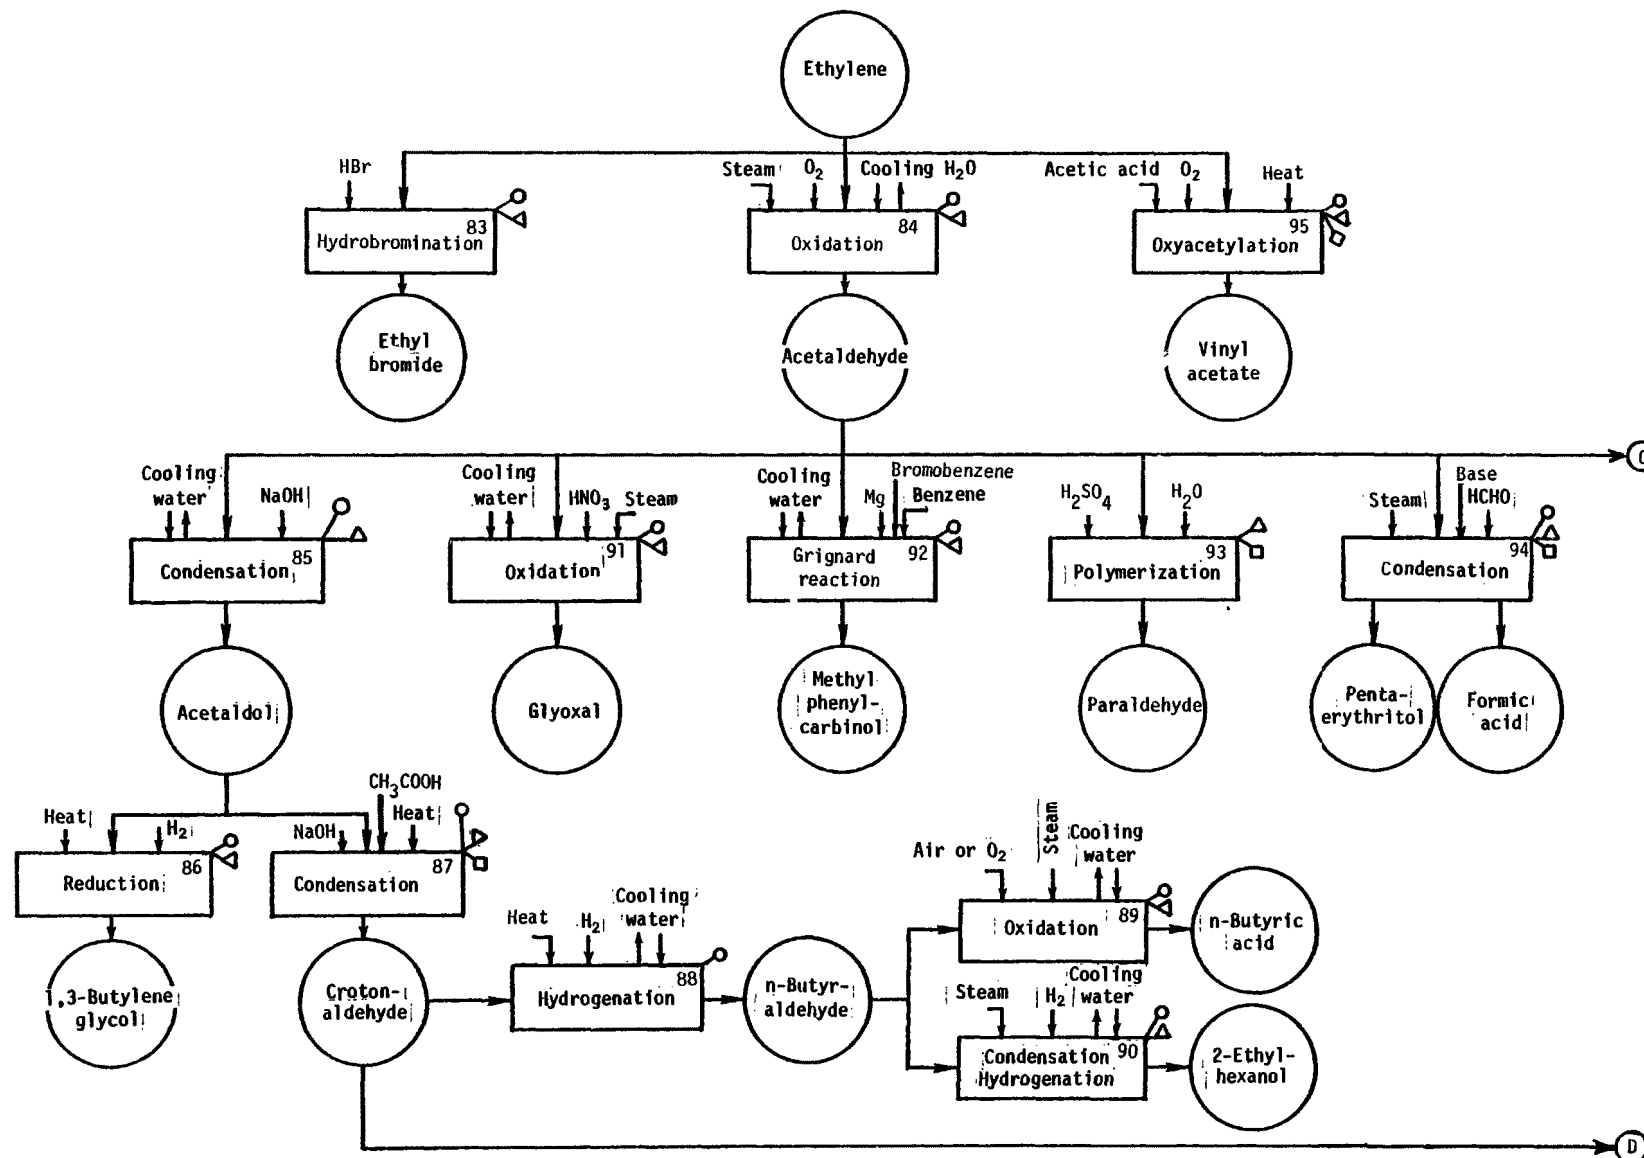 Ethylene
HBr
Steam O2 Cooling H2O
Acetic acid O2 Heat
83
Hydrobromination
84
Oxidation
95
Oxyacetylation
Ethyl
bromide
Acetaldehyde
Vinyl
acetate
Cooling
water NaOH
Cooling
water HNO3 Steam
Cooling
water Mg Bromobenzene
Benzene
H2SO4 H2O
Steam Base
HCHO
85
Condensation
91
Oxidation
Grignard 92
reaction
93
Polymerization
94
Condensation
Acetaldol
Glyoxal
Methyl
phenyl-
carbinol
Paraldehyde
Penta-
erythritol
Formic
acid
Heat H2
CH3COOH
NaOH Heat
86
Reduction
87
Condensation
Air or O2 Steam Cooling
water
89
Oxidation
n-Butyric
acid
Heat H2 Cooling
water
1,3-Butylene
glycol
Croton-
aldehyde
88
Hydrogenation
n-Butyr-
aldehyde
Steam H2 Cooling
water
Condensation 90
Hydrogenation
2-Ethyl-
hexanol
D